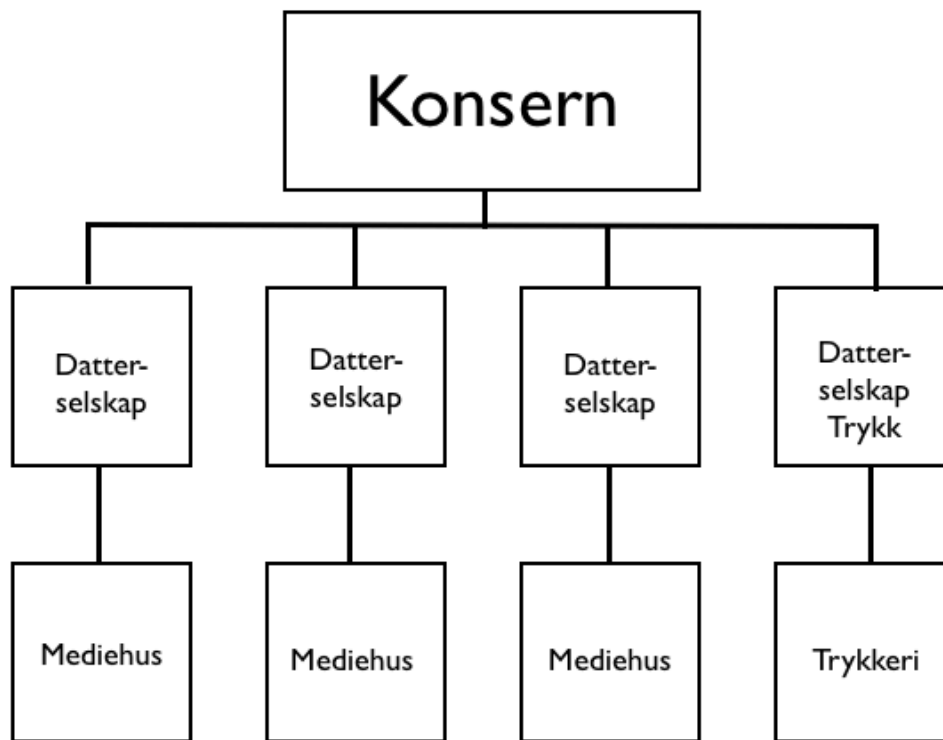 Konsern
Datter-
selskap
Datter-
selskap
Datter-
selskap
Datter-
selskap
Trykk
Mediehus
Mediehus
Mediehus
Trykkeri